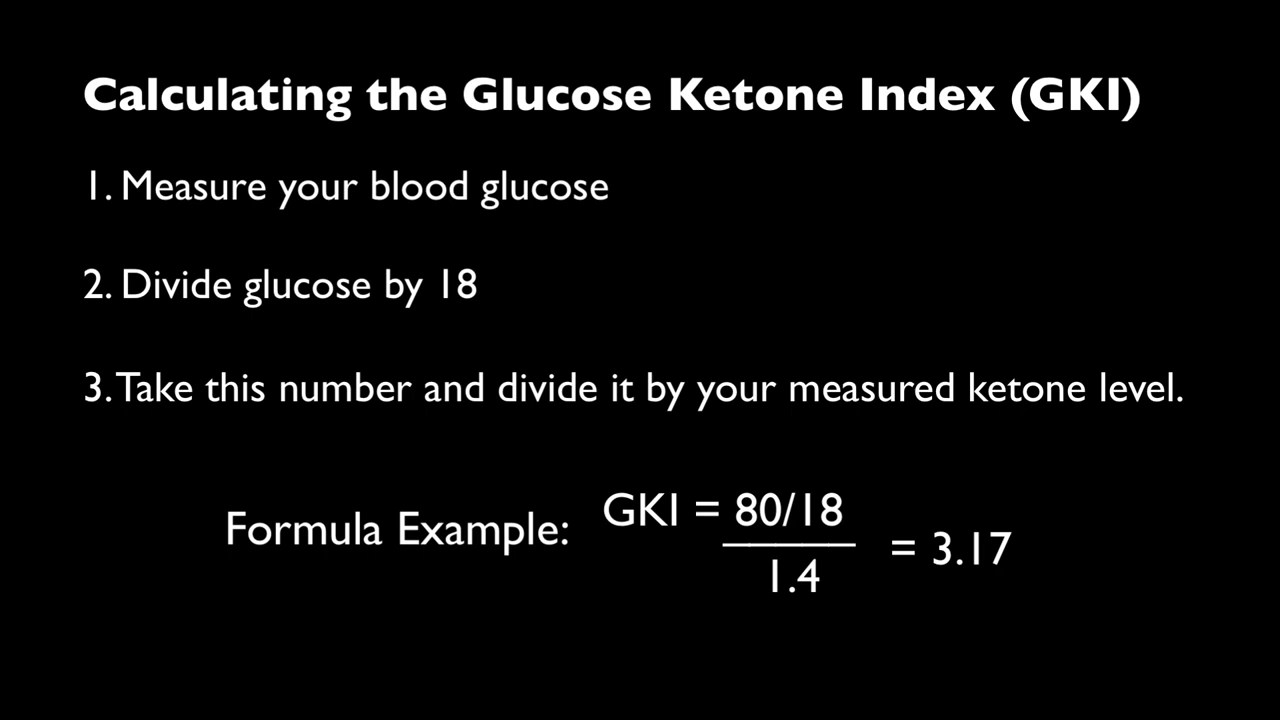 Calculating the Glucose Ketone Index (GKI)
1. Measure your blood glucose
2. Divide glucose by 18
3. Take this number and divide it by your measured ketone level.
Formula Example: GKI = 80/18
1.4
= 3.17